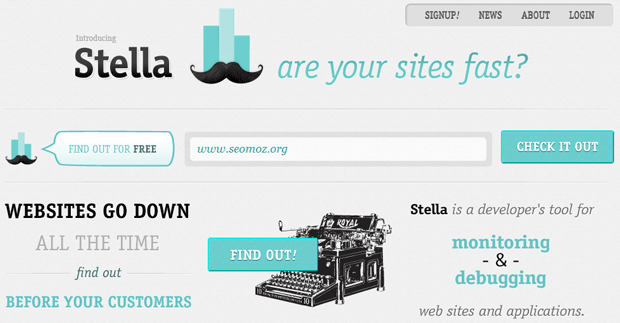 SIGNUP! NEWS ABOUT LOGIN
Introducing
Stella
are your sites fast?
FIND OUT FOR FREE
www.seomoz.org
CHECK IT OUT
WEBSITES GO DOWN
ALL THE TIME
find out
BEFORE YOUR CUSTOMERS
ROYAL
FIND OUT!
10 10
Stella is a developer's tool for
monitoring
- & -
debugging
web sites and applications.